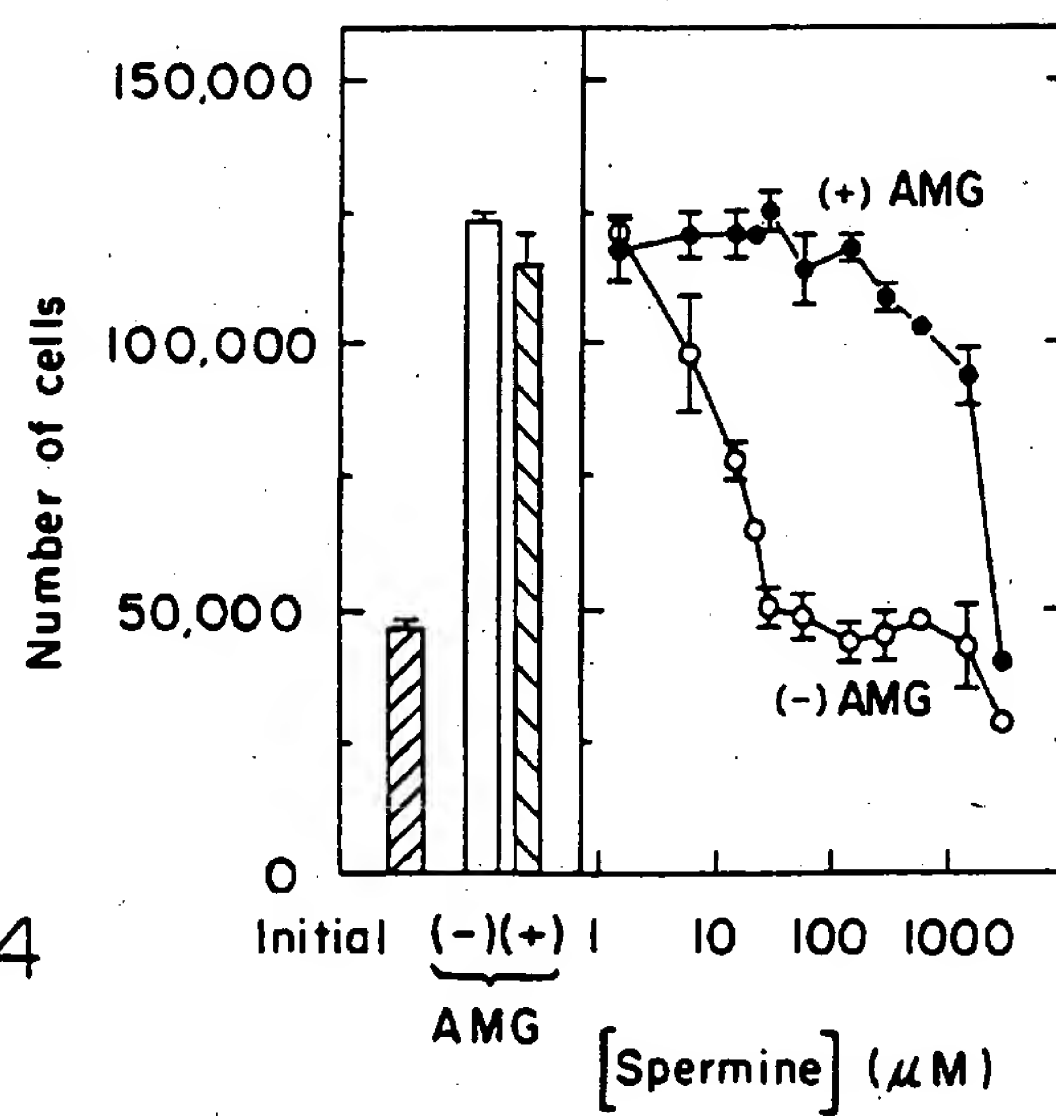 Number of cells
150,000
100,000
50,000
0
(+) AMG
(-) AMG
4
Initial (-)(+) 1 10 100 1000
AMG
[Spermine] (μM)